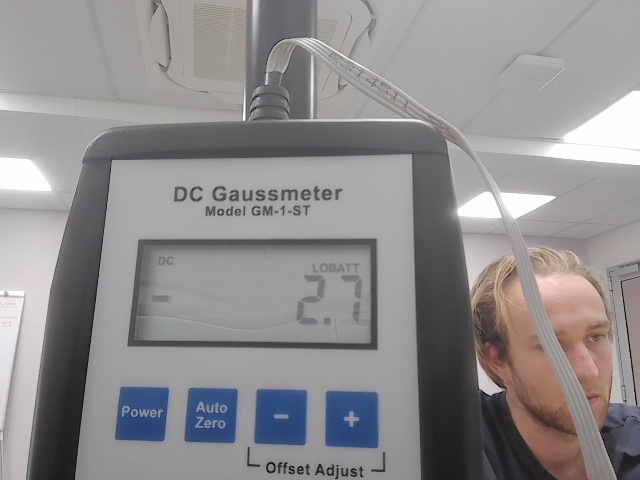 DC Gaussmeter
Model GM-1-ST
DC
LOBATT
- 2.7
Power
Auto
Zero
-
+
Offset Adjust